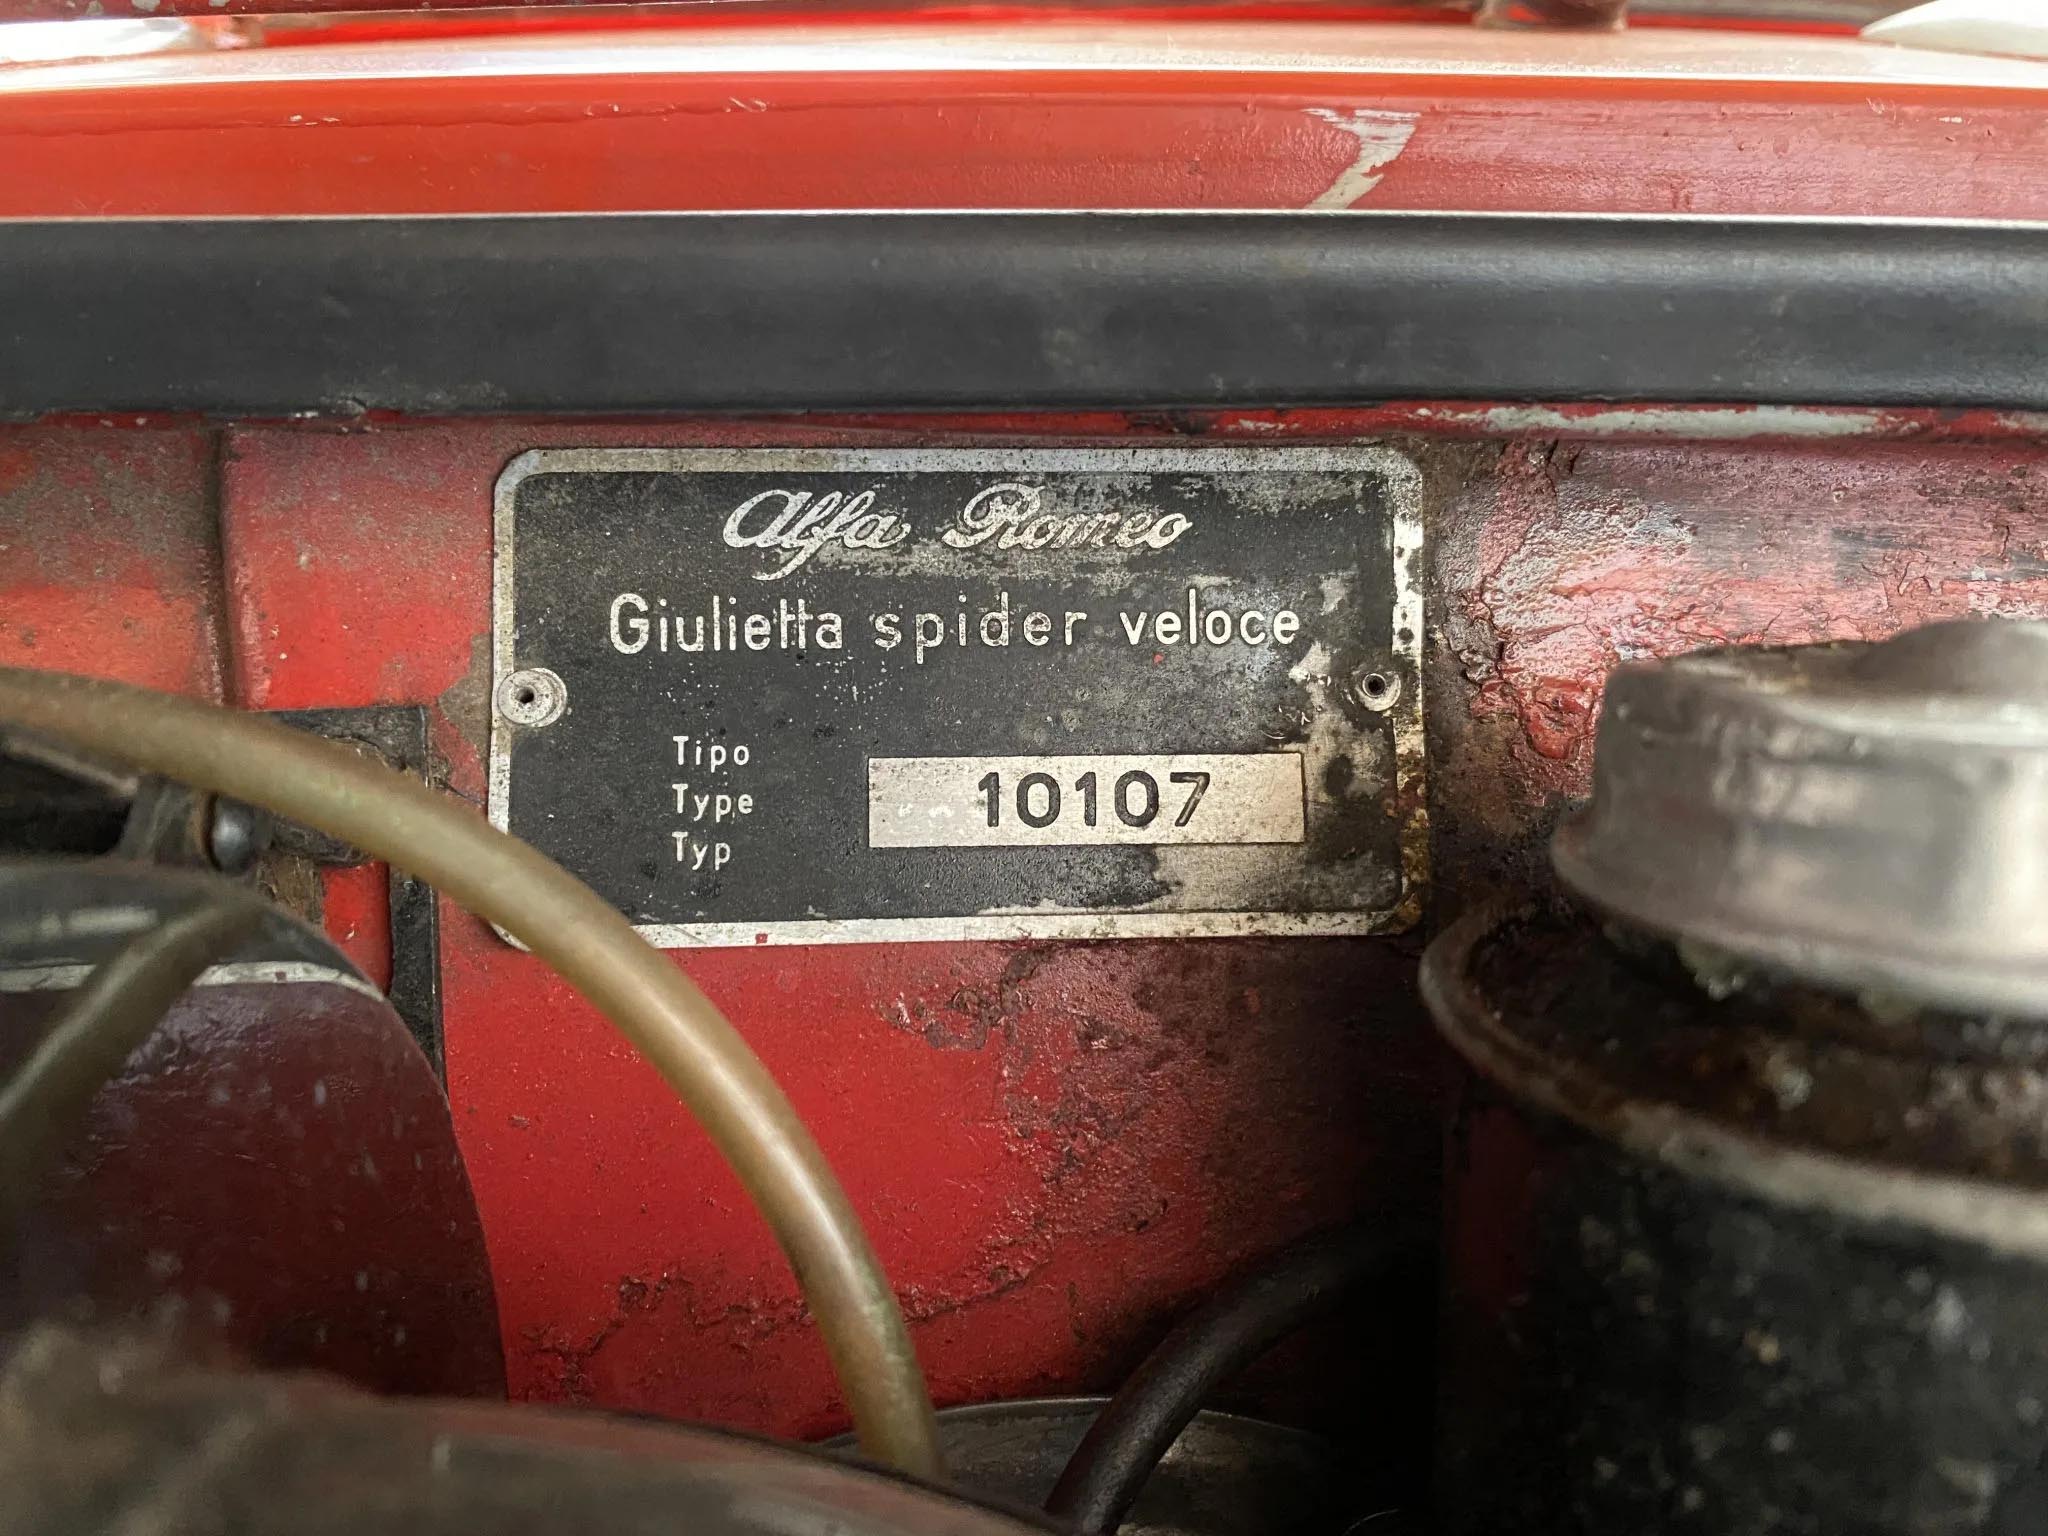 Alfa Romeo
Giulietta spider veloce
Tipo
Type
Typ
10107